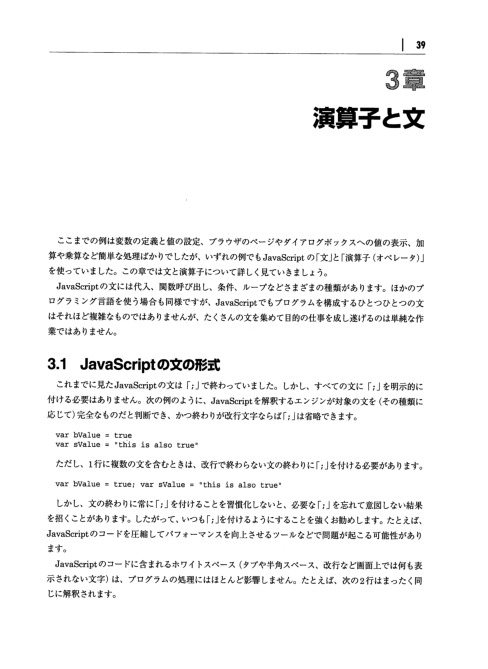 39
3章
演算子と文
ここまでの例は変数の定義と値の設定、ブラウザのページやダイアログボックスへの値の表示、加
算や乗算など簡単な処理ばかりでしたが、いずれの例でもJavaScriptの「文」と「演算子（オペレータ）」
を使っていました。この章では文と演算子について詳しく見ていきましょう。
JavaScriptの文には代入、関数呼び出し、条件、ループなどさまざまの種類があります。ほかのプ
ログラミング言語を使う場合も同様ですが、JavaScriptでもプログラムを構成するひとつひとつの文
はそれほど複雑なものではありませんが、たくさんの文を集めて目的の仕事を成し遂げるのは単純な作
業ではありません。
3.1 JavaScriptの文の形式
これまでに見たJavaScriptの文は「;」で終わっていました。しかし、すべての文に「;」を明示的に
付ける必要はありません。次の例のように、JavaScriptを解釈するエンジンが対象の文を（その種類に
応じて）完全なものだと判断でき、かつ終わりが改行文字ならば「;」は省略できます。
var bValue = true
var sValue = "this is also true"
ただし、1行に複数の文を含むときは、改行で終わらない文の終わりに「;」を付ける必要があります。
var bValue = true; var sValue = "this is also true"
しかし、文の終わりに常に「;」を付けることを習慣化しないと、必要な「;」を忘れて意図しない結果
を招くことがあります。したがって、いつも「;」を付けるようにすることを強くお勧めします。たとえば、
JavaScriptのコードを圧縮してパフォーマンスを向上させるツールなどで問題が起こる可能性があり
ます。
JavaScriptのコードに含まれるホワイトスペース（タブや半角スペース、改行など画面上では何も表
示されない文字）は、プログラムの処理にはほとんど影響しません。たとえば、次の2行はまったく同
じに解釈されます。